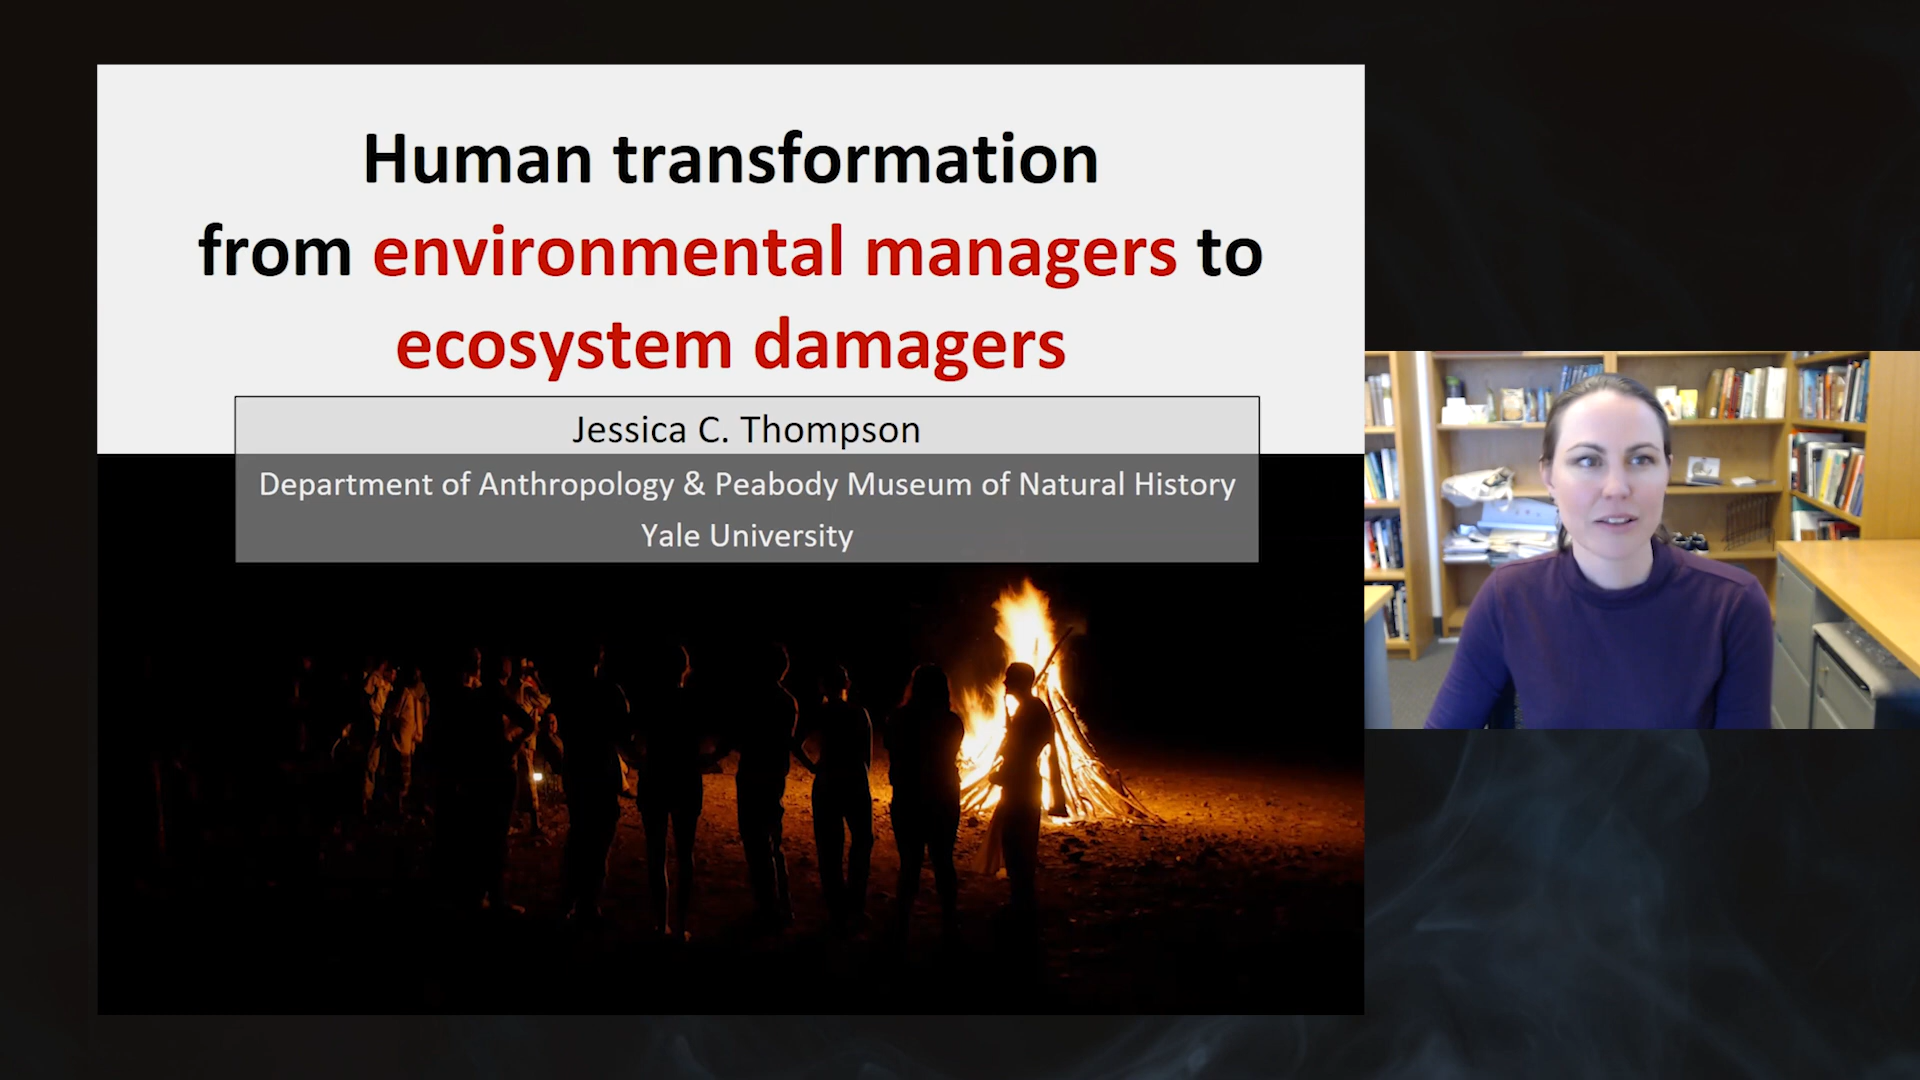 Human transformation
from environmental managers to
ecosystem damagers
Jessica C. Thompson
Department of Anthropology & Peabody Museum of Natural History
Yale University